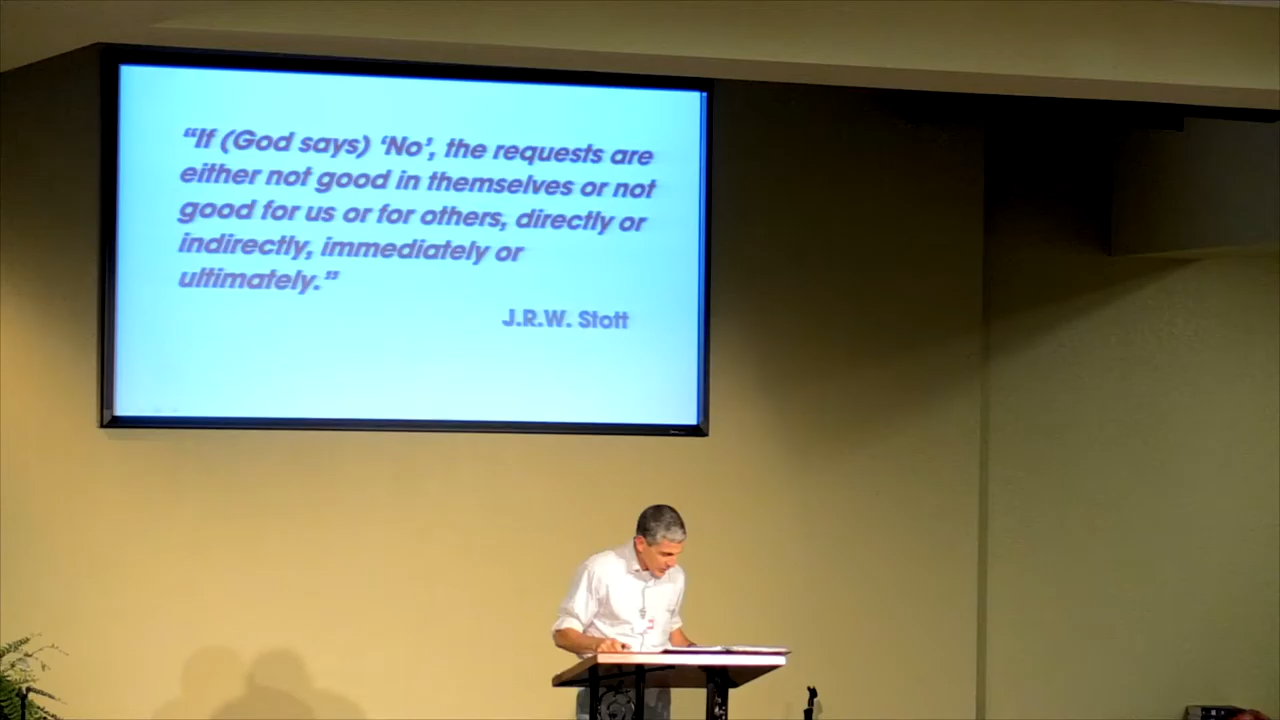 “If (God says) ‘No’, the requests are
either not good in themselves or not
good for us or for others, directly or
indirectly, immediately or
ultimately.”
J.R.W. Stott